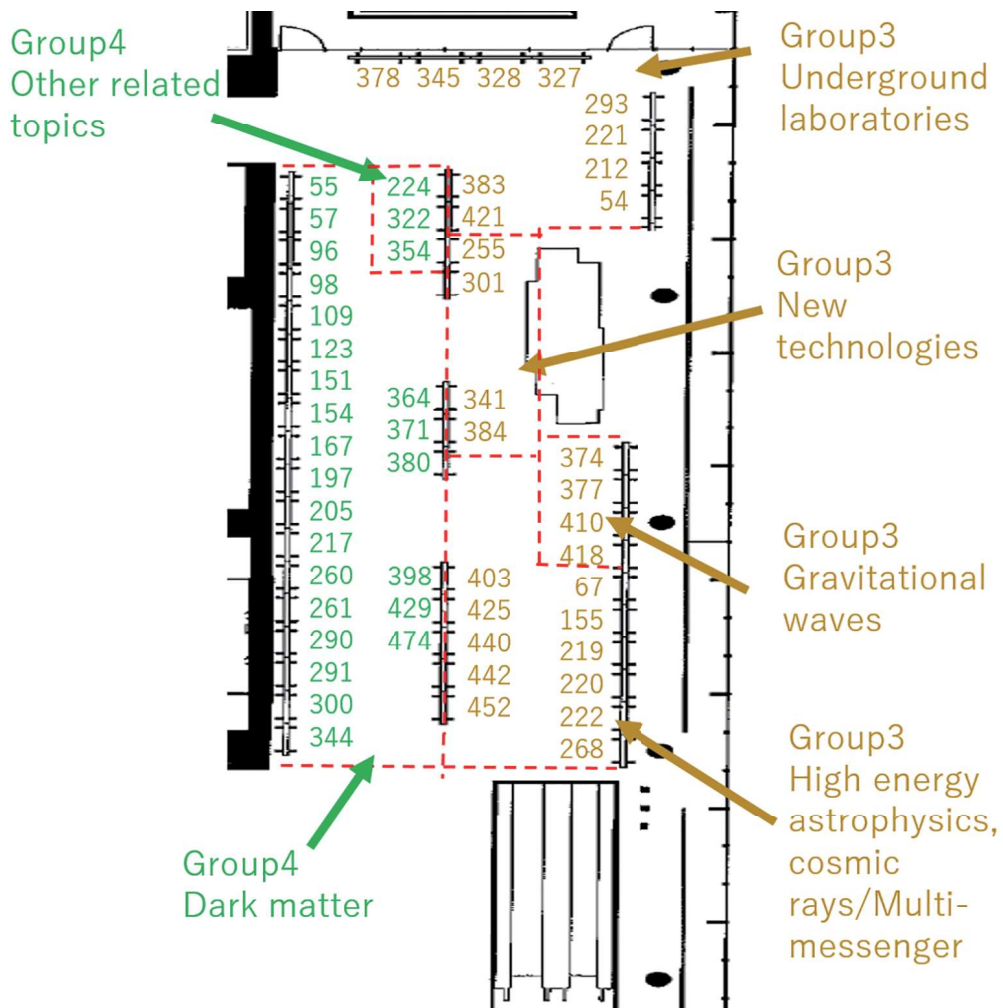 Group4
Other related
topics
378 345 328 327
Group3
Underground
laboratories
293
221
212
54
55
57
96
98
109
123
151
154
167
197
205
217
260
261
290
291
300
344
224
322
354
383
421
255
301
Group3
New
technologies
364
371
380
341
384
374
377
410
418
67
155
219
220
222
268
Group3
Gravitational
waves
398
429
474
403
425
440
442
452
Group3
High energy
astrophysics,
cosmic
rays/Multi-
messenger
Group4
Dark matter